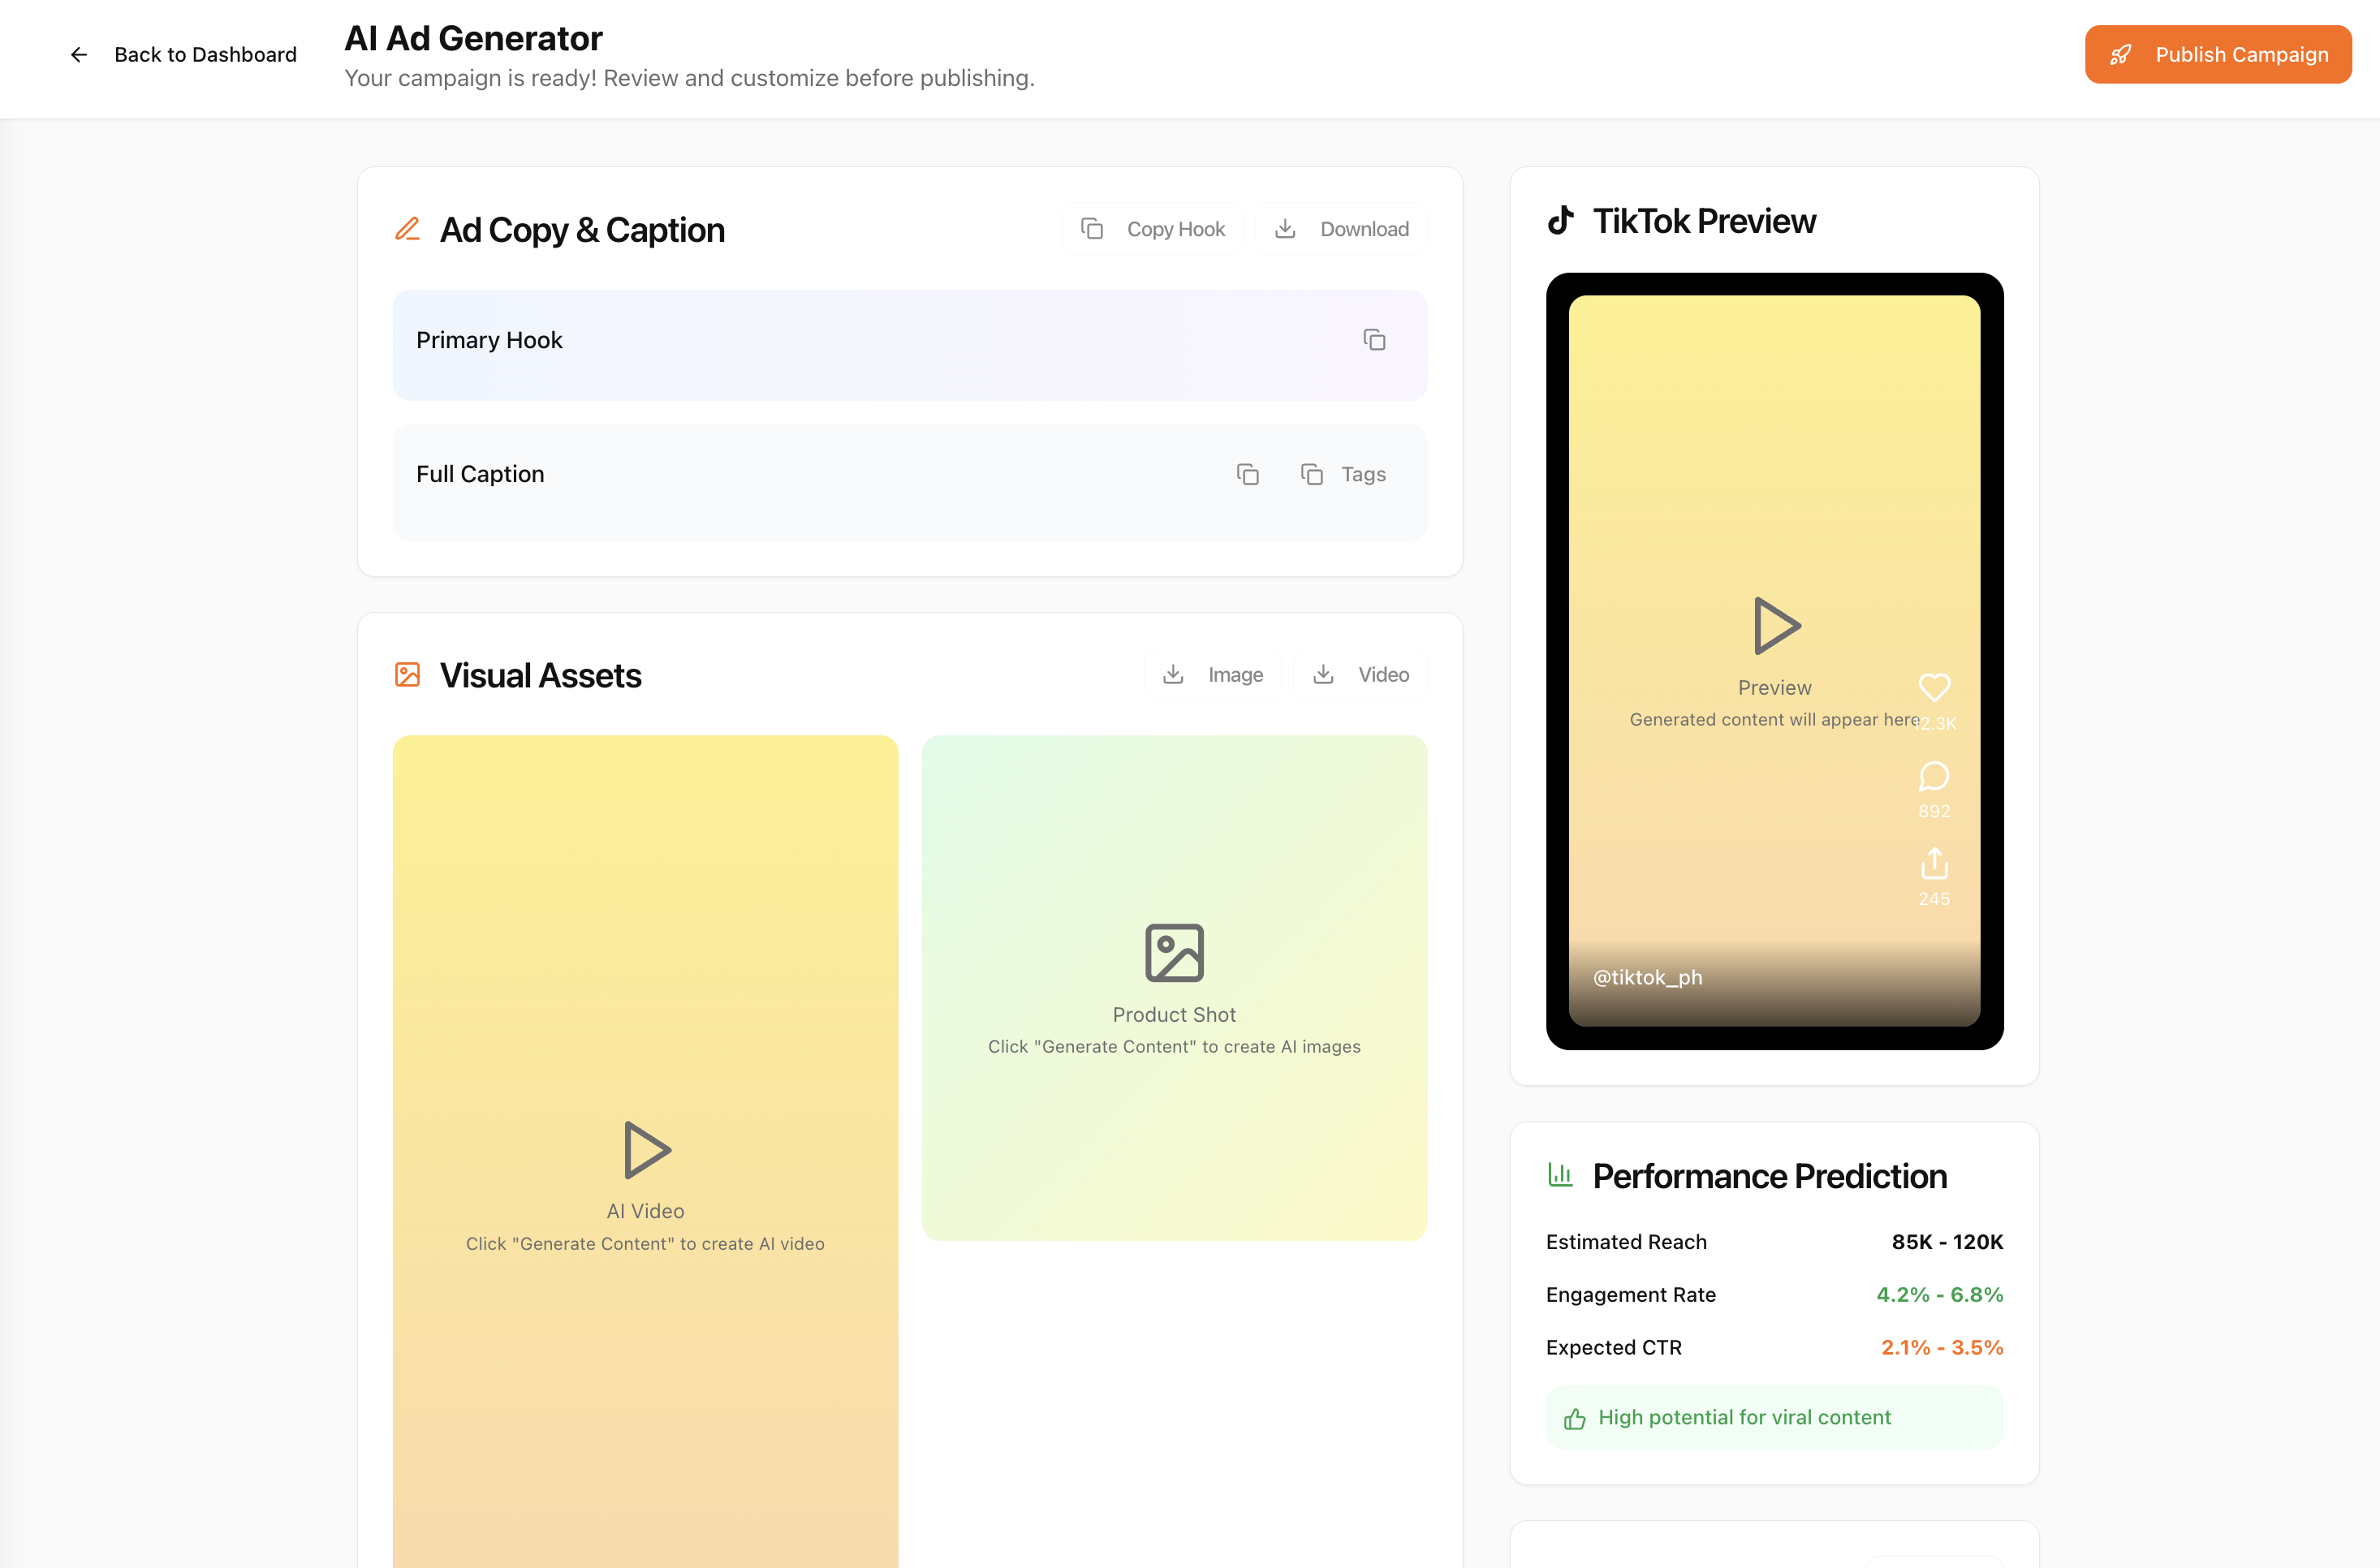 Back to Dashboard
AI Ad Generator
Your campaign is ready! Review and customize before publishing.
Publish Campaign
Ad Copy & Caption
Copy Hook
Download
Primary Hook
Full Caption
Tags
Visual Assets
Image
Video
AI Video
Click "Generate Content" to create AI video
Product Shot
Click "Generate Content" to create AI images
TikTok Preview
Preview
Generated content will appear here
12.3K
892
245
@tiktok_ph
Performance Prediction
Estimated Reach 85K - 120K
Engagement Rate 4.2% - 6.8%
Expected CTR 2.1% - 3.5%
High potential for viral content